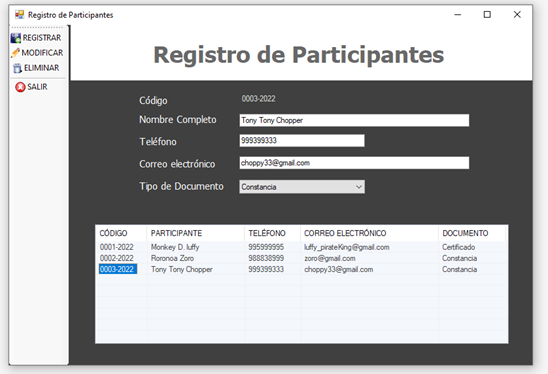 Registro de Participantes
REGISTRAR
MODIFICAR
ELIMINAR
SALIR
Registro de Participantes
Código 0003-2022
Nombre Completo Tony Tony Chopper
Teléfono 999399333
Correo electrónico choppy33@gmail.com
Tipo de Documento Constancia
CÓDIGO PARTICIPANTE TELÉFONO CORREO ELECTRÓNICO DOCUMENTO
0001-2022 Monkey D. luffy 995999995 luffy_pirateKing@gmail.com Certificado
0002-2022 Roronoa Zoro 988838999 zoro@gmail.com Constancia
0003-2022 Tony Tony Chopper 999399333 choppy33@gmail.com Constancia